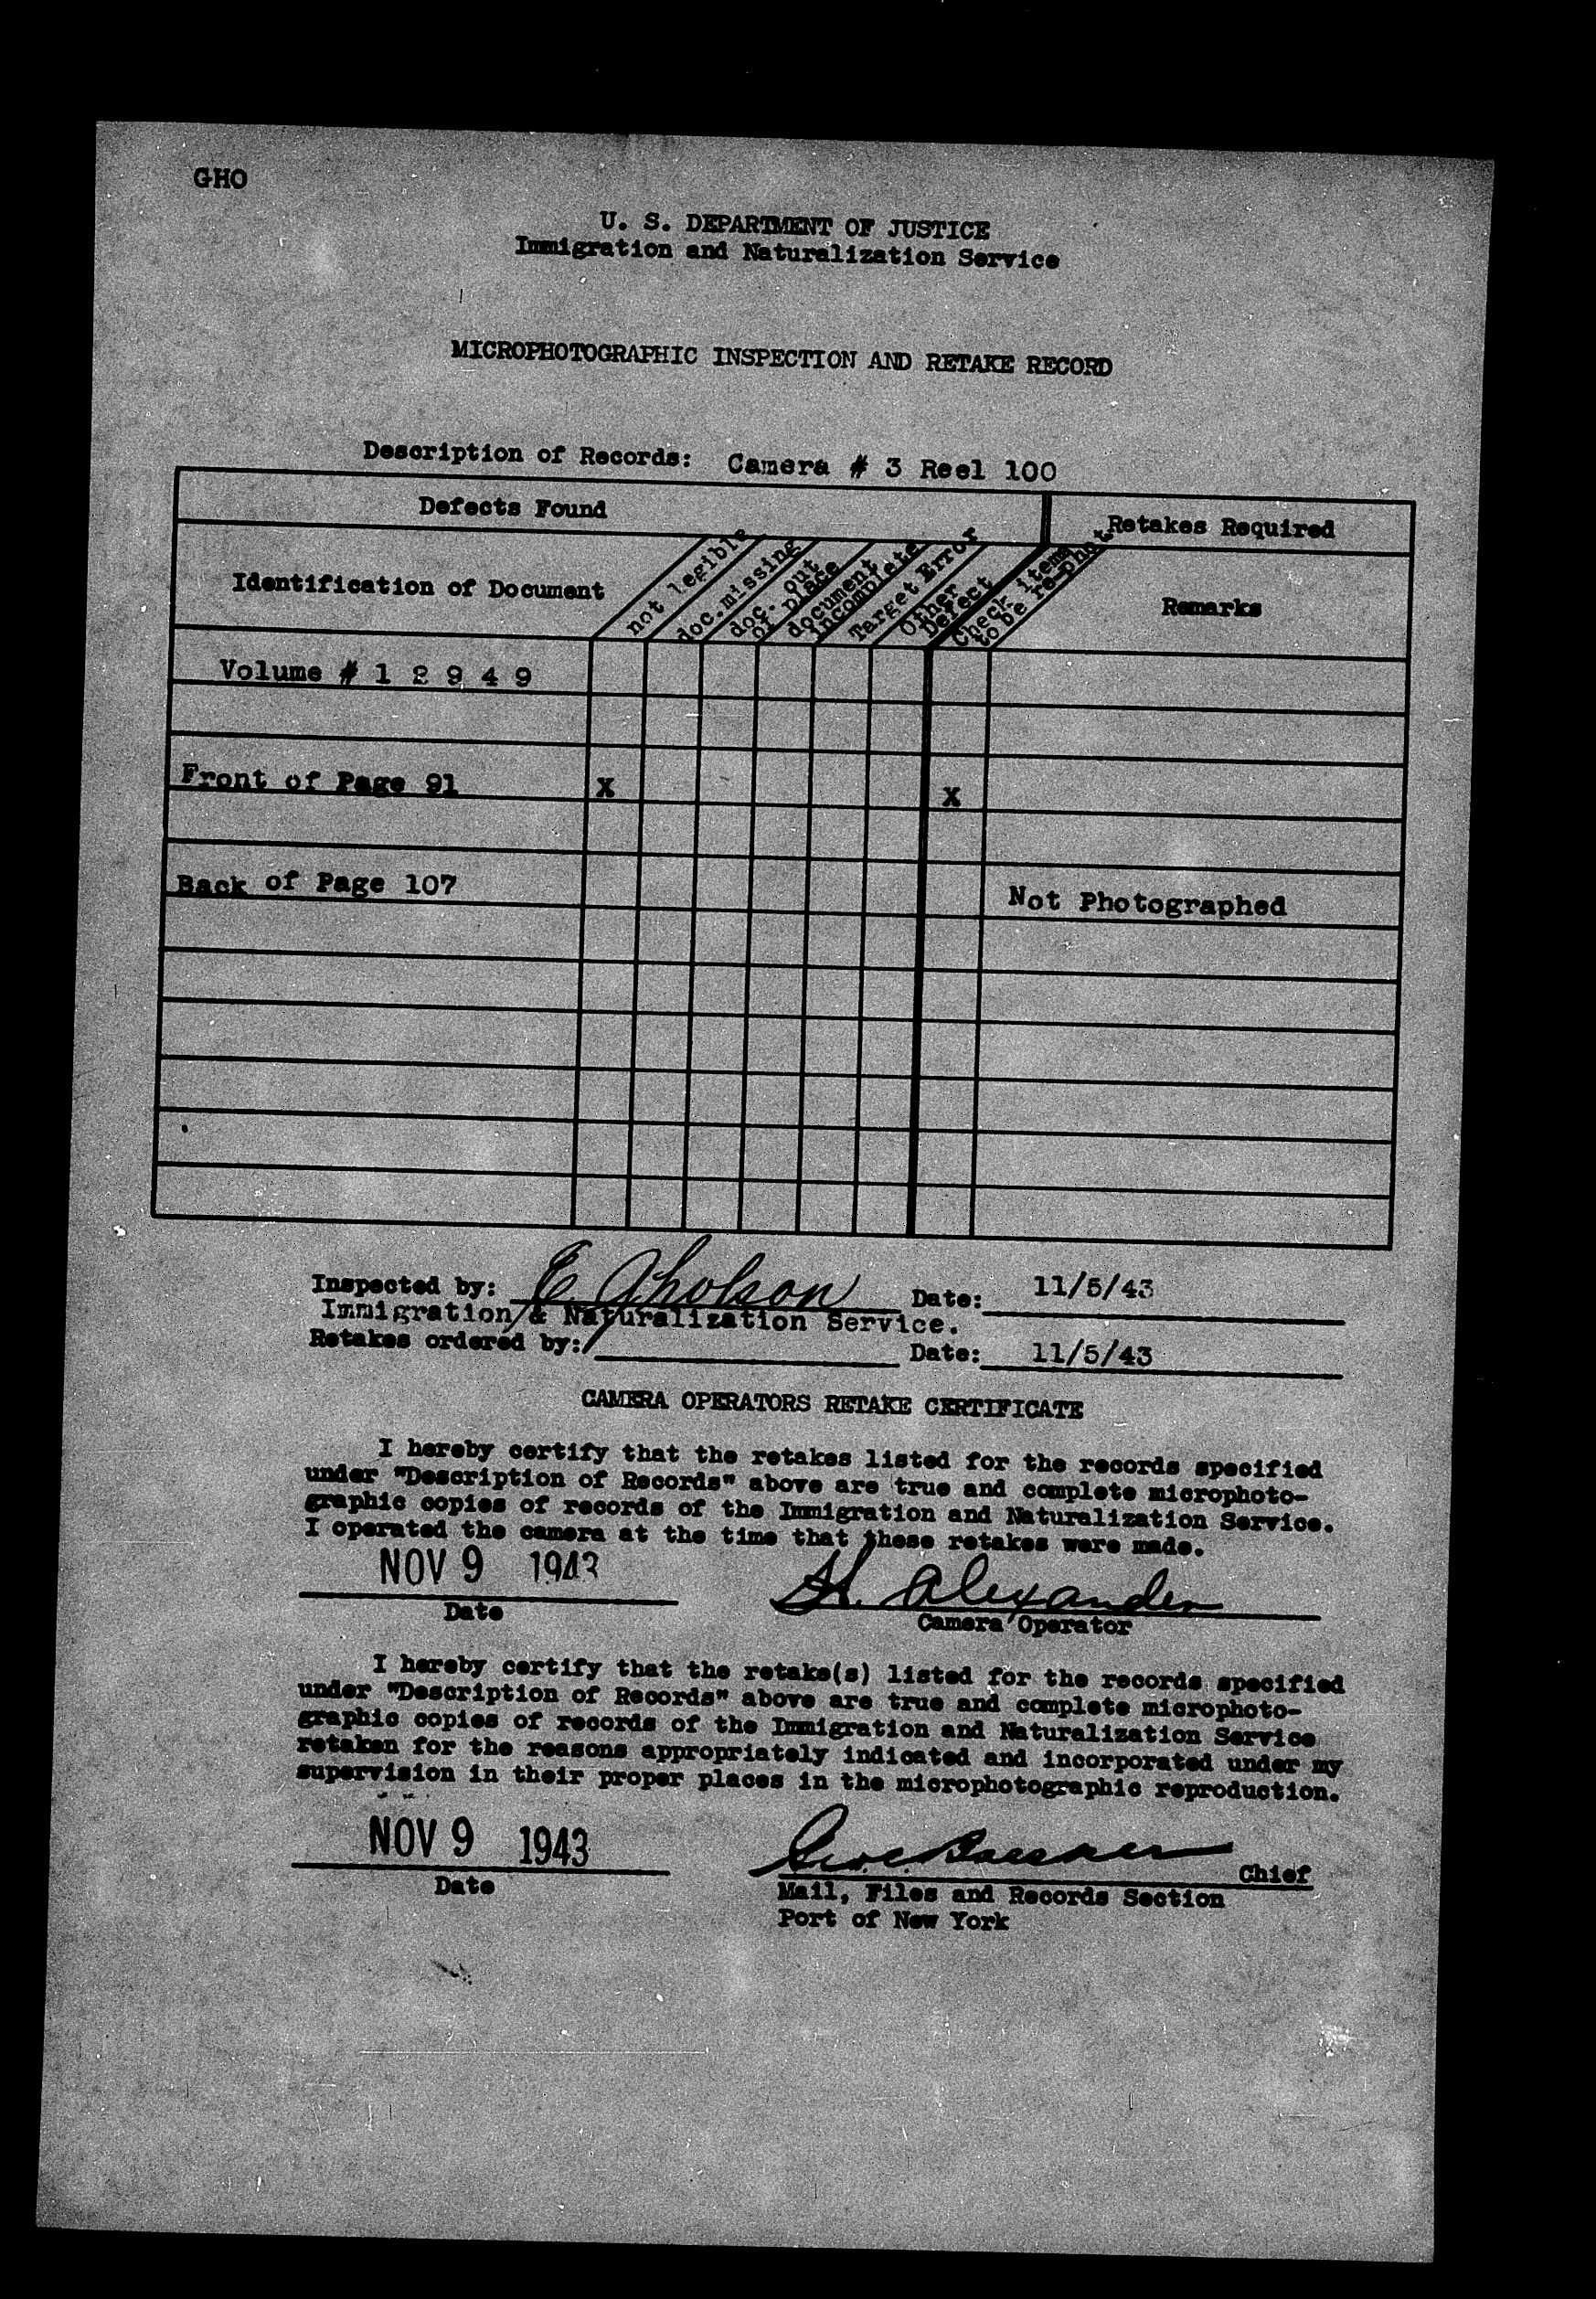 GHO
U. S. DEPARTMENT OF JUSTICE
Immigration and Naturalization Service
MICROPHOTOGRAPHIC INSPECTION AND RETAKE RECORD
Description of Records: Camera # 3 Reel 100
Defects Found
Retakes Required
Identification of Document
not legible
doc.missing
doc. out
of place
document
incomplete
Target Error
Other
Defect
Check items
to be re-phot.
Remarks
Volume # 1 2 9 4 9
Front of Page 91 X X
Back of Page 107 Not Photographed
Inspected by: E Gholson Date: 11/5/43
Immigration & Naturalization Service.
Retakes ordered by: Date: 11/5/43
CAMERA OPERATORS RETAKE CERTIFICATE
I hereby certify that the retakes listed for the records specified
under "Description of Records" above are true and complete microphoto-
graphic copies of records of the Immigration and Naturalization Service.
I operated the camera at the time that these retakes were made.
NOV 9 1943
H. Alexander
Date
Camera Operator
I hereby certify that the retake(s) listed for the records specified
under "Description of Records" above are true and complete microphoto-
graphic copies of records of the Immigration and Naturalization Service
retaken for the reasons appropriately indicated and incorporated under my
supervision in their proper places in the microphotographic reproduction.
NOV 9 1943
Chief
Date
Mail, Files and Records Section
Port of New York